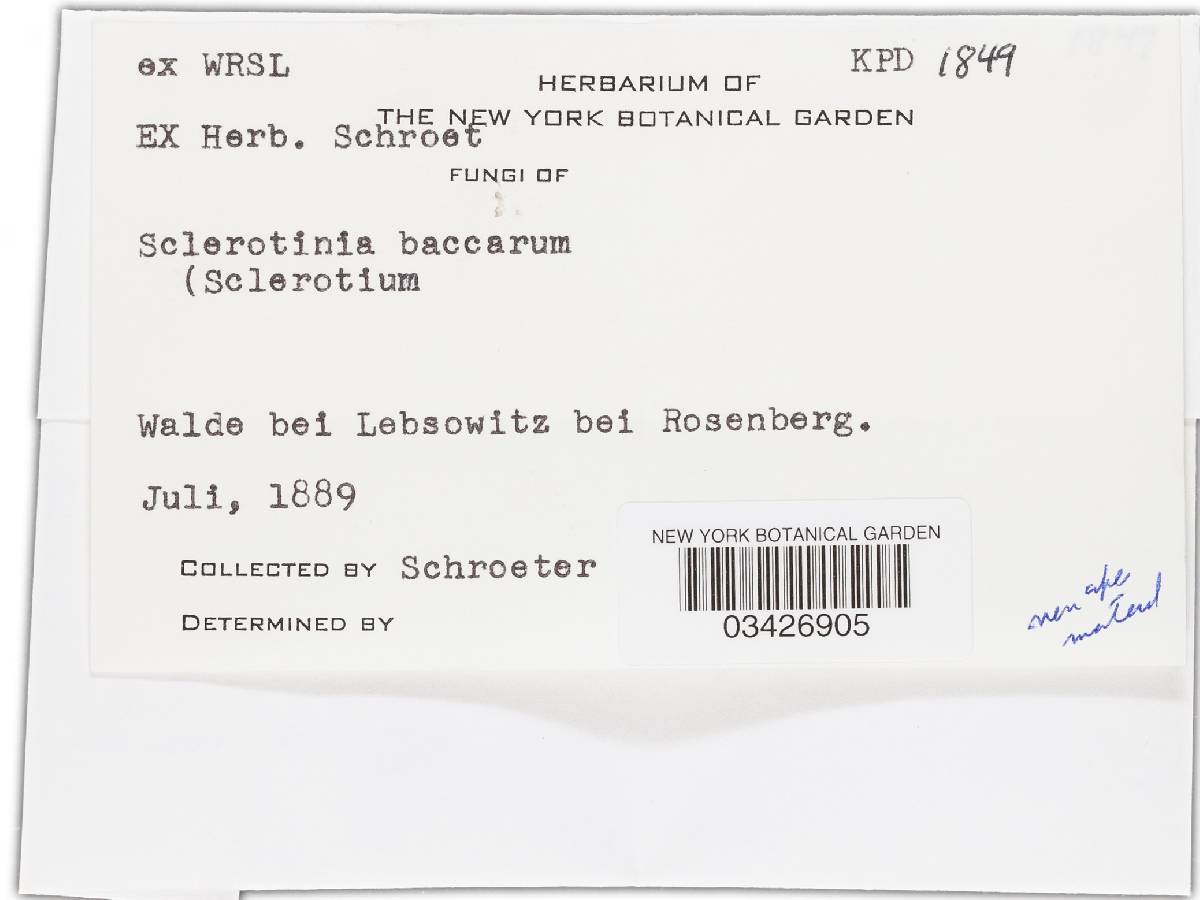 ex WRSL
KPD 1849
HERBARIUM OF
THE NEW YORK BOTANICAL GARDEN
EX Herb. Schroet
FUNGI OF
Sclerotinia baccarum
(Sclerotium
Walde bei Lebsowitz bei Rosenberg.
Juli, 1889
COLLECTED BY Schroeter
DETERMINED BY
NEW YORK BOTANICAL GARDEN
03426905